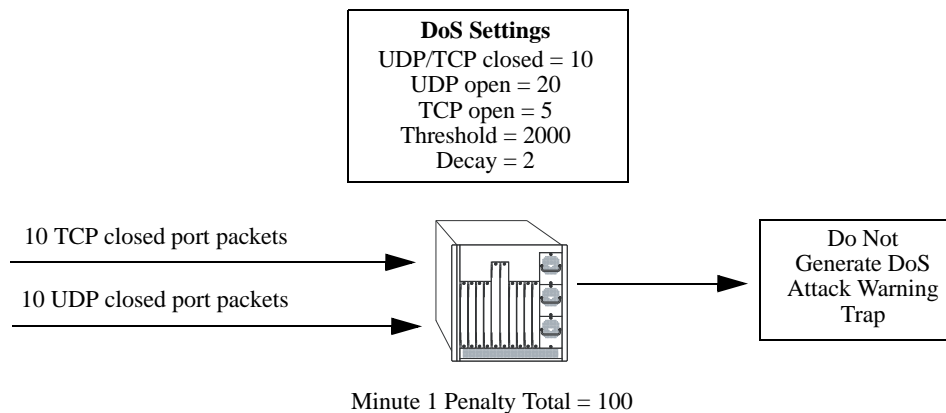 DoS Settings
UDP/TCP closed = 10
UDP open = 20
TCP open = 5
Threshold = 2000
Decay = 2
10 TCP closed port packets
10 UDP closed port packets
Do Not
Generate DoS
Attack Warning
Trap
Minute 1 Penalty Total = 100